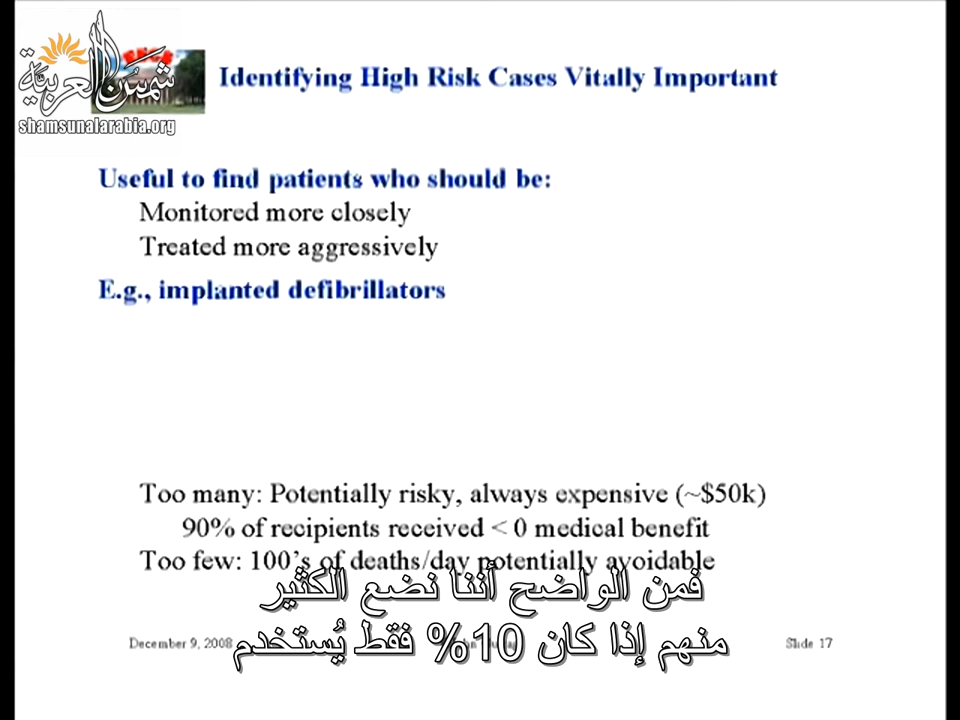 شمس العربية
shamsunalarabia.org
Identifying High Risk Cases Vitally Important
Useful to find patients who should be:
Monitored more closely
Treated more aggressively
E.g., implanted defibrillators
Too many: Potentially risky, always expensive (~$50k)
90% of recipients received < 0 medical benefit
Too few: 100's of deaths/day potentially avoidable
فمن الواضح أننا نضع الكثير
منهم إذا كان 10% فقط يُستخدم
December 9, 2008
Slide 17